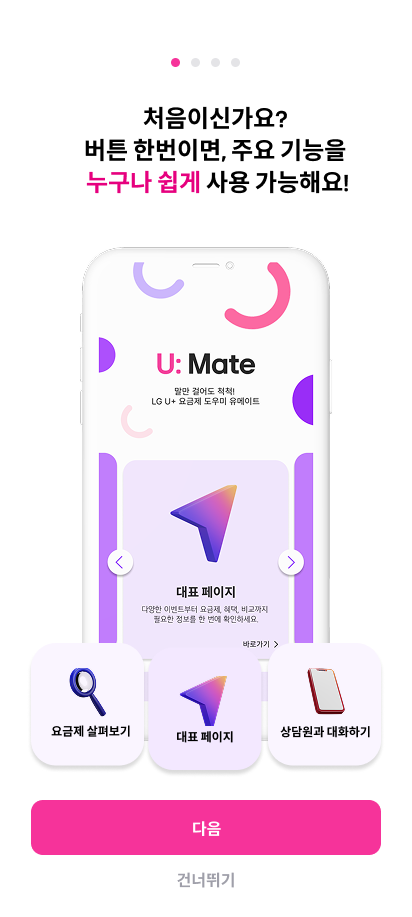 처음이신가요?
버튼 한번이면, 주요 기능을
누구나 쉽게 사용 가능해요!
U: Mate
말만 걸어도 척척!
LG U+ 요금제 도우미 유메이트
대표 페이지
다양한 이벤트부터 요금제, 혜택, 비교까지
필요한 정보를 한 번에 확인하세요.
바로가기
요금제 살펴보기
대표 페이지
상담원과 대화하기
다음
건너뛰기